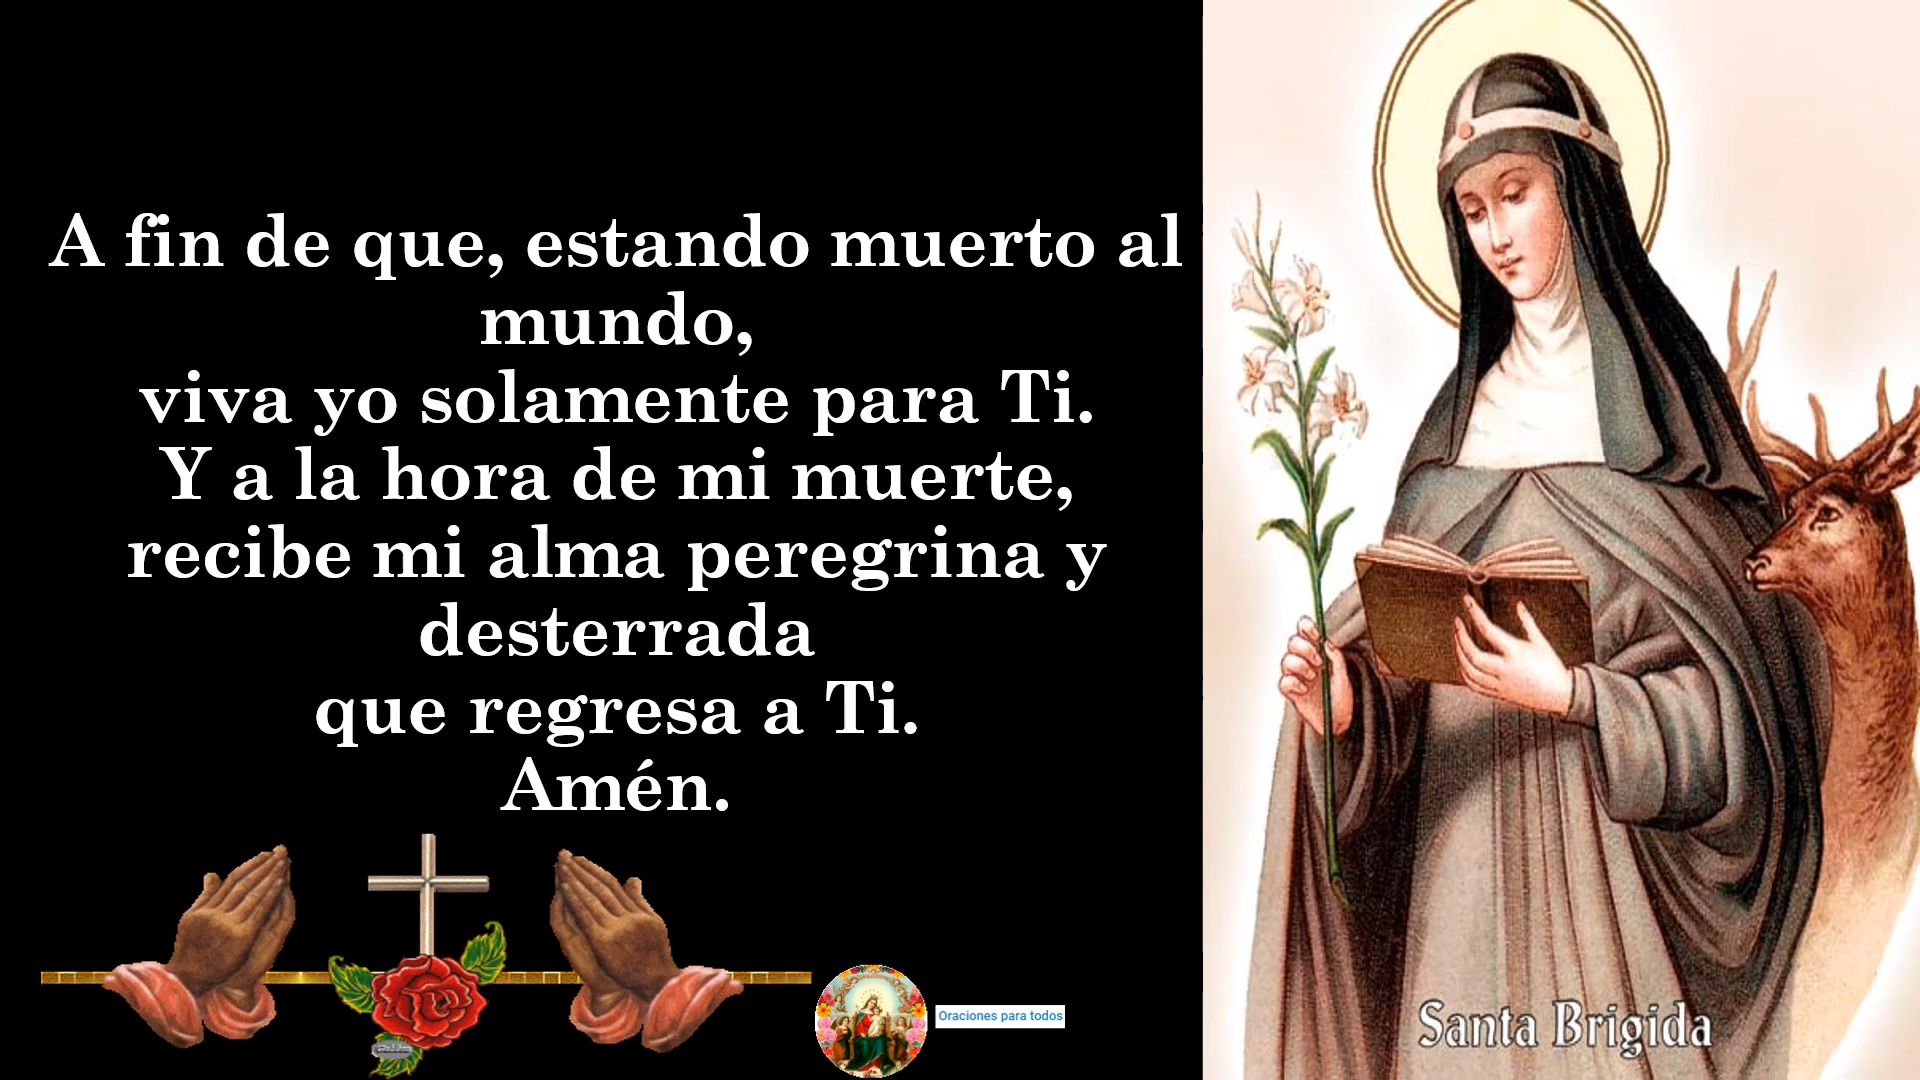 A fin de que, estando muerto al
mundo,
viva yo solamente para Ti.
Y a la hora de mi muerte,
recibe mi alma peregrina y
desterrada
que regresa a Ti.
Amén.
Oraciones para todos
Santa Brigida